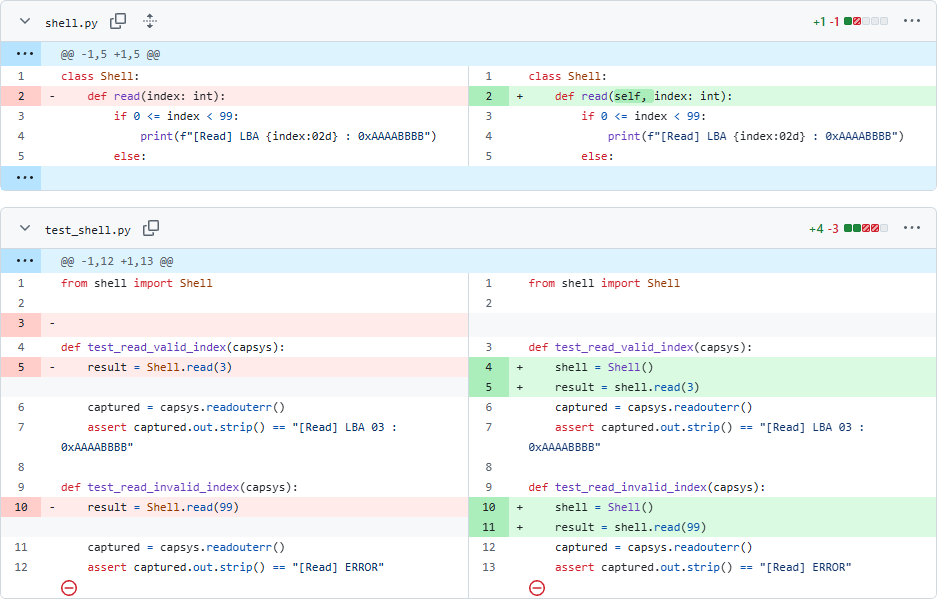 shell.py +1 -1
@@ -1,5 +1,5 @@
1 class Shell:
2 - def read(index: int):
3 if 0 <= index < 99:
4 print(f"[Read] LBA {index:02d} : 0xAAAABBBB")
5 else:
1 class Shell:
2 + def read(self, index: int):
3 if 0 <= index < 99:
4 print(f"[Read] LBA {index:02d} : 0xAAAABBBB")
5 else:
test_shell.py +4 -3
@@ -1,12 +1,13 @@
1 from shell import Shell
2
3 -
4 def test_read_valid_index(capsys):
5 - result = Shell.read(3)
6 captured = capsys.readouterr()
7 assert captured.out.strip() == "[Read] LBA 03 :
0xAAAABBBB"
8
9 def test_read_invalid_index(capsys):
10 - result = Shell.read(99)
11 captured = capsys.readouterr()
12 assert captured.out.strip() == "[Read] ERROR"
1 from shell import Shell
2
3 def test_read_valid_index(capsys):
4 + shell = Shell()
5 + result = shell.read(3)
6 captured = capsys.readouterr()
7 assert captured.out.strip() == "[Read] LBA 03 :
0xAAAABBBB"
8
9 def test_read_invalid_index(capsys):
10 + shell = Shell()
11 + result = shell.read(99)
12 captured = capsys.readouterr()
13 assert captured.out.strip() == "[Read] ERROR"